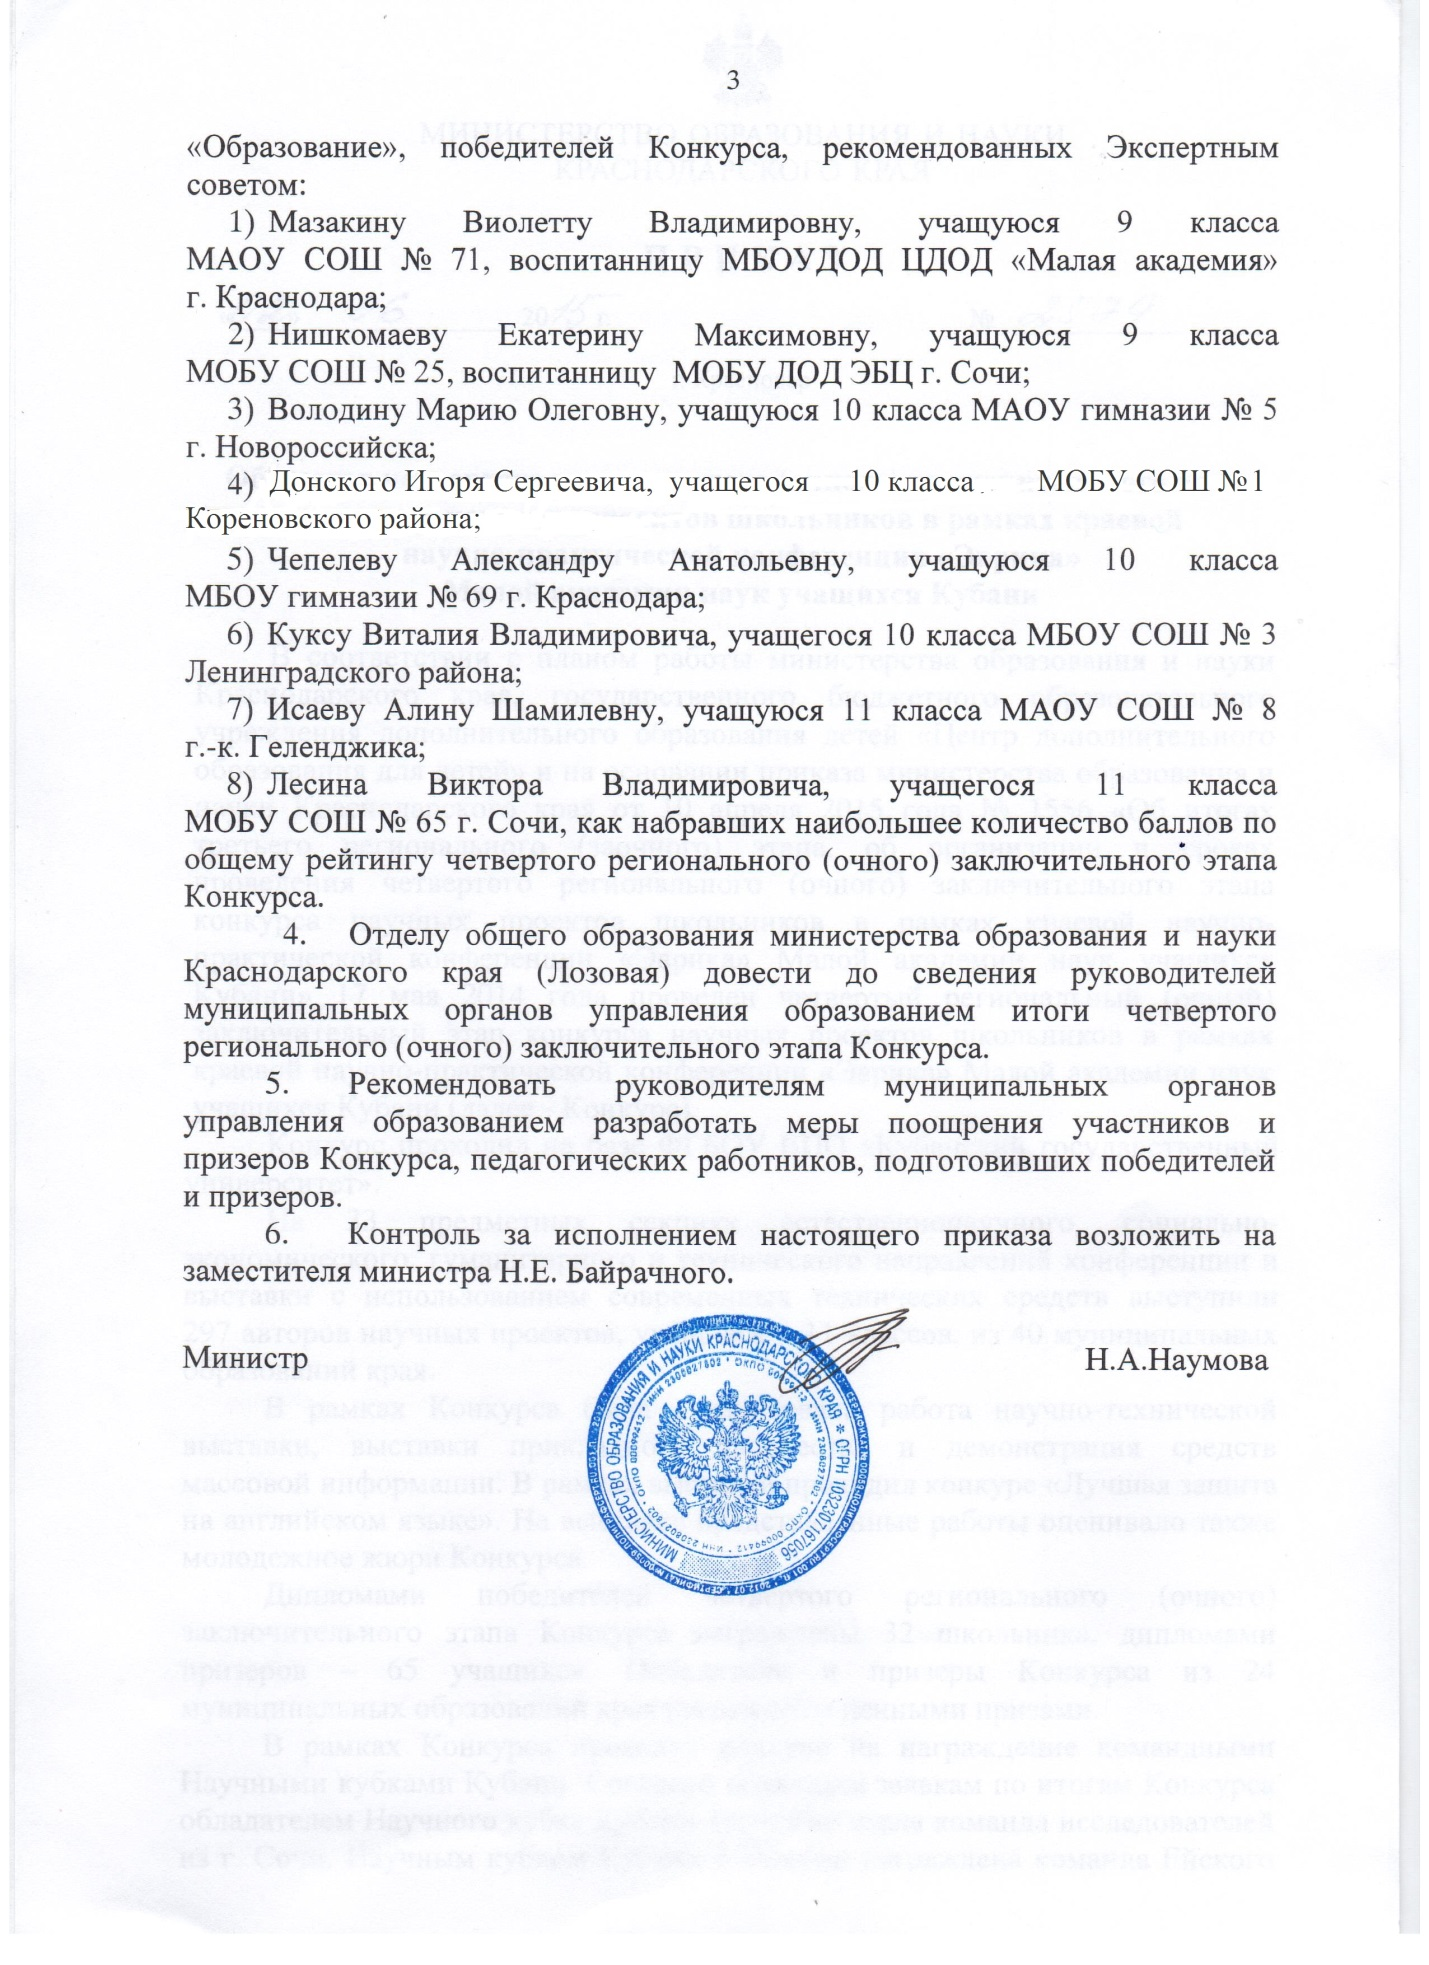 3
«Образование», победителей Конкурса, рекомендованных Экспертным
советом:
1) Мазакину Виолетту Владимировну, учащуюся 9 класса
МАОУ СОШ № 71, воспитанницу МБОУДОД ЦДОД «Малая академия»
г. Краснодара;
2) Нишкомаеву Екатерину Максимовну, учащуюся 9 класса
МОБУ СОШ № 25, воспитанницу МОБУ ДОД ЭБЦ г. Сочи;
3) Володину Марию Олеговну, учащуюся 10 класса МАОУ гимназии № 5
г. Новороссийска;
4) Донского Игоря Сергеевича, учащегося 10 класса МОБУ СОШ №1
Кореновского района;
5) Чепелеву Александру Анатольевну, учащуюся 10 класса
МБОУ гимназии № 69 г. Краснодара;
6) Куксу Виталия Владимировича, учащегося 10 класса МБОУ СОШ № 3
Ленинградского района;
7) Исаеву Алину Шамилевну, учащуюся 11 класса МАОУ СОШ № 8
г.-к. Геленджика;
8) Лесина Виктора Владимировича, учащегося 11 класса
МОБУ СОШ № 65 г. Сочи, как набравших наибольшее количество баллов по
общему рейтингу четвертого регионального (очного) заключительного этапа
Конкурса.
4. Отделу общего образования министерства образования и науки
Краснодарского края (Лозовая) довести до сведения руководителей
муниципальных органов управления образованием итоги четвертого
регионального (очного) заключительного этапа Конкурса.
5. Рекомендовать руководителям муниципальных органов
управления образованием разработать меры поощрения участников и
призеров Конкурса, педагогических работников, подготовивших победителей
и призеров.
6. Контроль за исполнением настоящего приказа возложить на
заместителя министра Н.Е. Байрачного.
Министр Н.А.Наумова
МИНИСТЕРСТВО ОБРАЗОВАНИЯ И НАУКИ КРАСНОДАРСКОГО КРАЯ * ОГРН 1032307167056